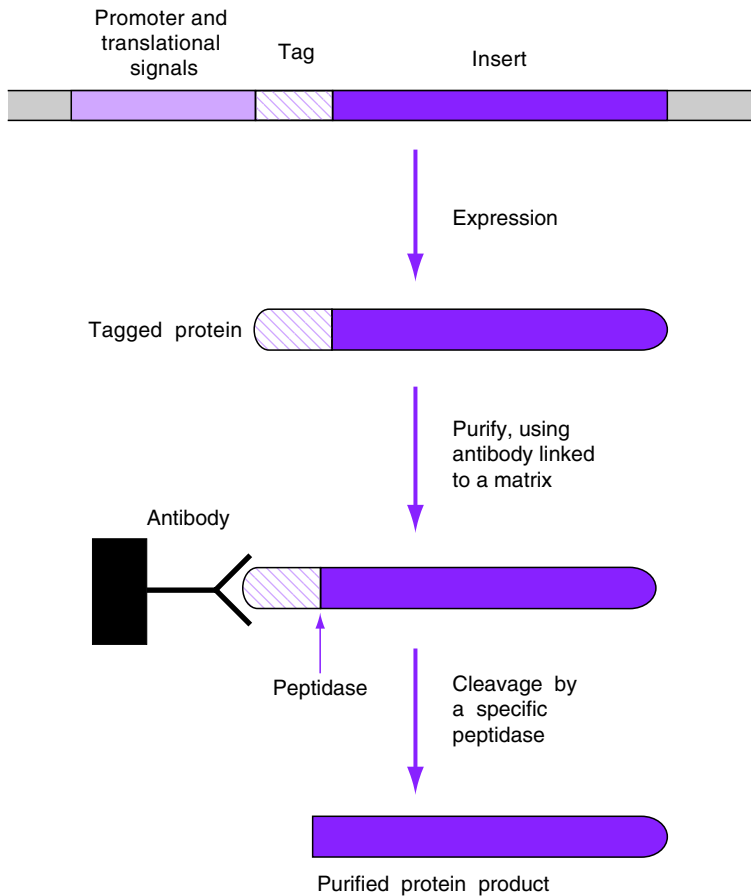 Promoter and
translational
signals
Tag
Insert
Expression
Tagged protein
Purify, using
antibody linked
to a matrix
Antibody
Peptidase
Cleavage by
a specific
peptidase
Purified protein product